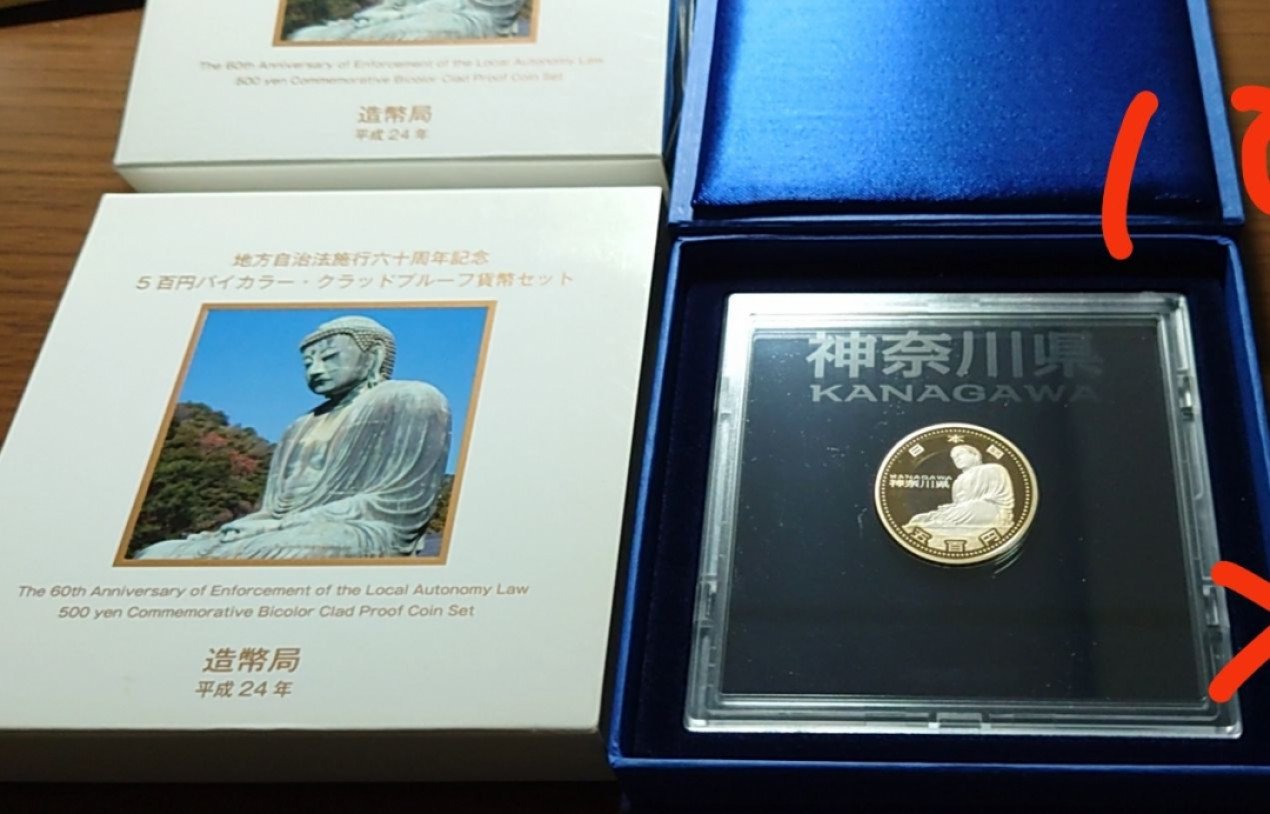 The 60th Anniversary of Enforcement of the Local Autonomy Law
500 yen Commemorative Bicolor Clad Proof Coin Set
造幣局
平成24年
地方自治法施行六十周年記念
5百円バイカラー・クラッドプルーフ貨幣セット
The 60th Anniversary of Enforcement of the Local Autonomy Law
500 yen Commemorative Bicolor Clad Proof Coin Set
造幣局
平成24年
神奈川県
KANAGAWA
日本国
KANAGAWA
神奈川県
五百円